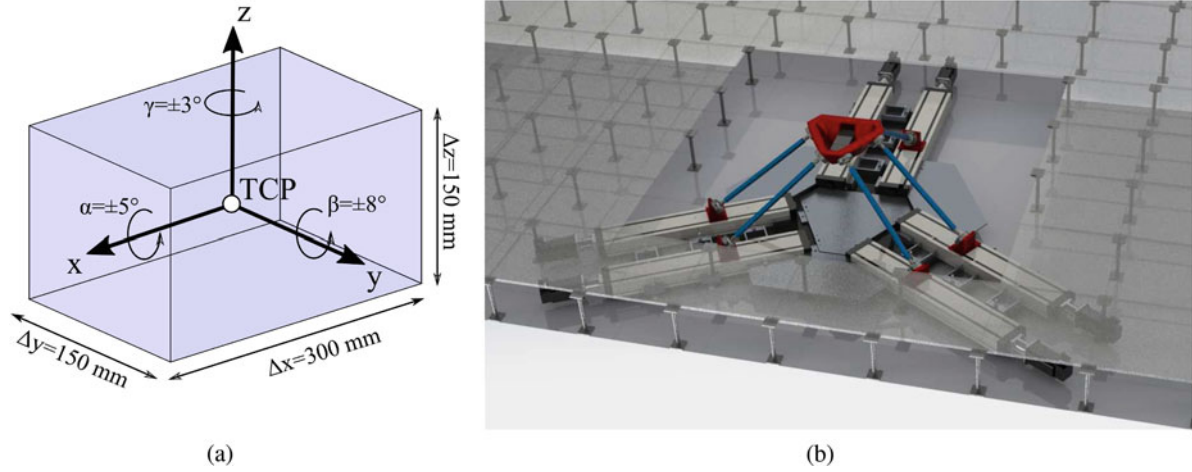 z
γ=±3°
Δz=150 mm
TCP
α=±5°
β=±8°
x
y
Δy=150 mm
Δx=300 mm
(a)
(b)